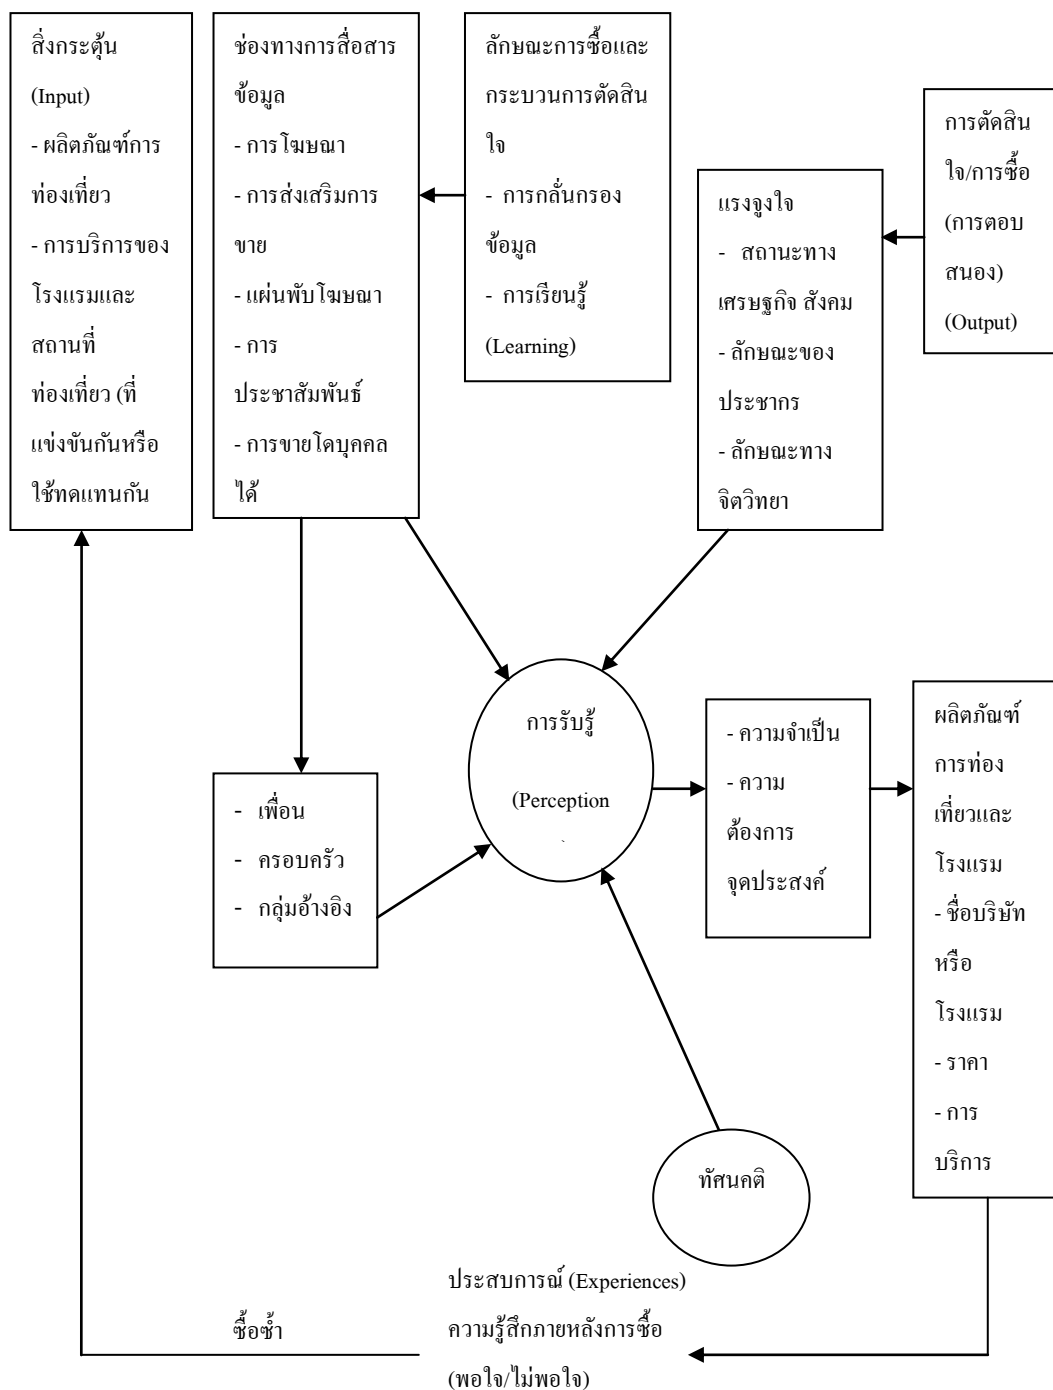 สิ่งกระตุ้น
(Input)
- ผลิตภัณฑ์การ
ท่องเที่ยว
- การบริการของ
โรงแรมและ
สถานที่
ท่องเที่ยว (ที่
แข่งขันกันหรือ
ใช้ทดแทนกัน
ช่องทางการสื่อสาร
ข้อมูล
- การโฆษณา
- การส่งเสริมการ
ขาย
- แผ่นพับโฆษณา
- การ
ประชาสัมพันธ์
- การขายโดบุคคล
ได้
ลักษณะการซื้อและ
กระบวนการตัดสิน
ใจ
- การกลั่นกรอง
ข้อมูล
- การเรียนรู้
(Learning)
แรงจูงใจ
- สถานะทาง
เศรษฐกิจ สังคม
- ลักษณะของ
ประชากร
- ลักษณะทาง
จิตวิทยา
การตัดสิน
ใจ/การซื้อ
(การตอบ
สนอง)
(Output)
การรับรู้
(Perception
- เพื่อน
- ครอบครัว
- กลุ่มอ้างอิง
- ความจำเป็น
- ความ
ต้องการ
จุดประสงค์
ผลิตภัณฑ์
การท่อง
เที่ยวและ
โรงแรม
- ชื่อบริษัท
หรือ
โรงแรม
- ราคา
- การ
บริการ
ทัศนคติ
ประสบการณ์ (Experiences)
ความรู้สึกภายหลังการซื้อ
(พอใจ/ไม่พอใจ)
ซื้อซ้ำ